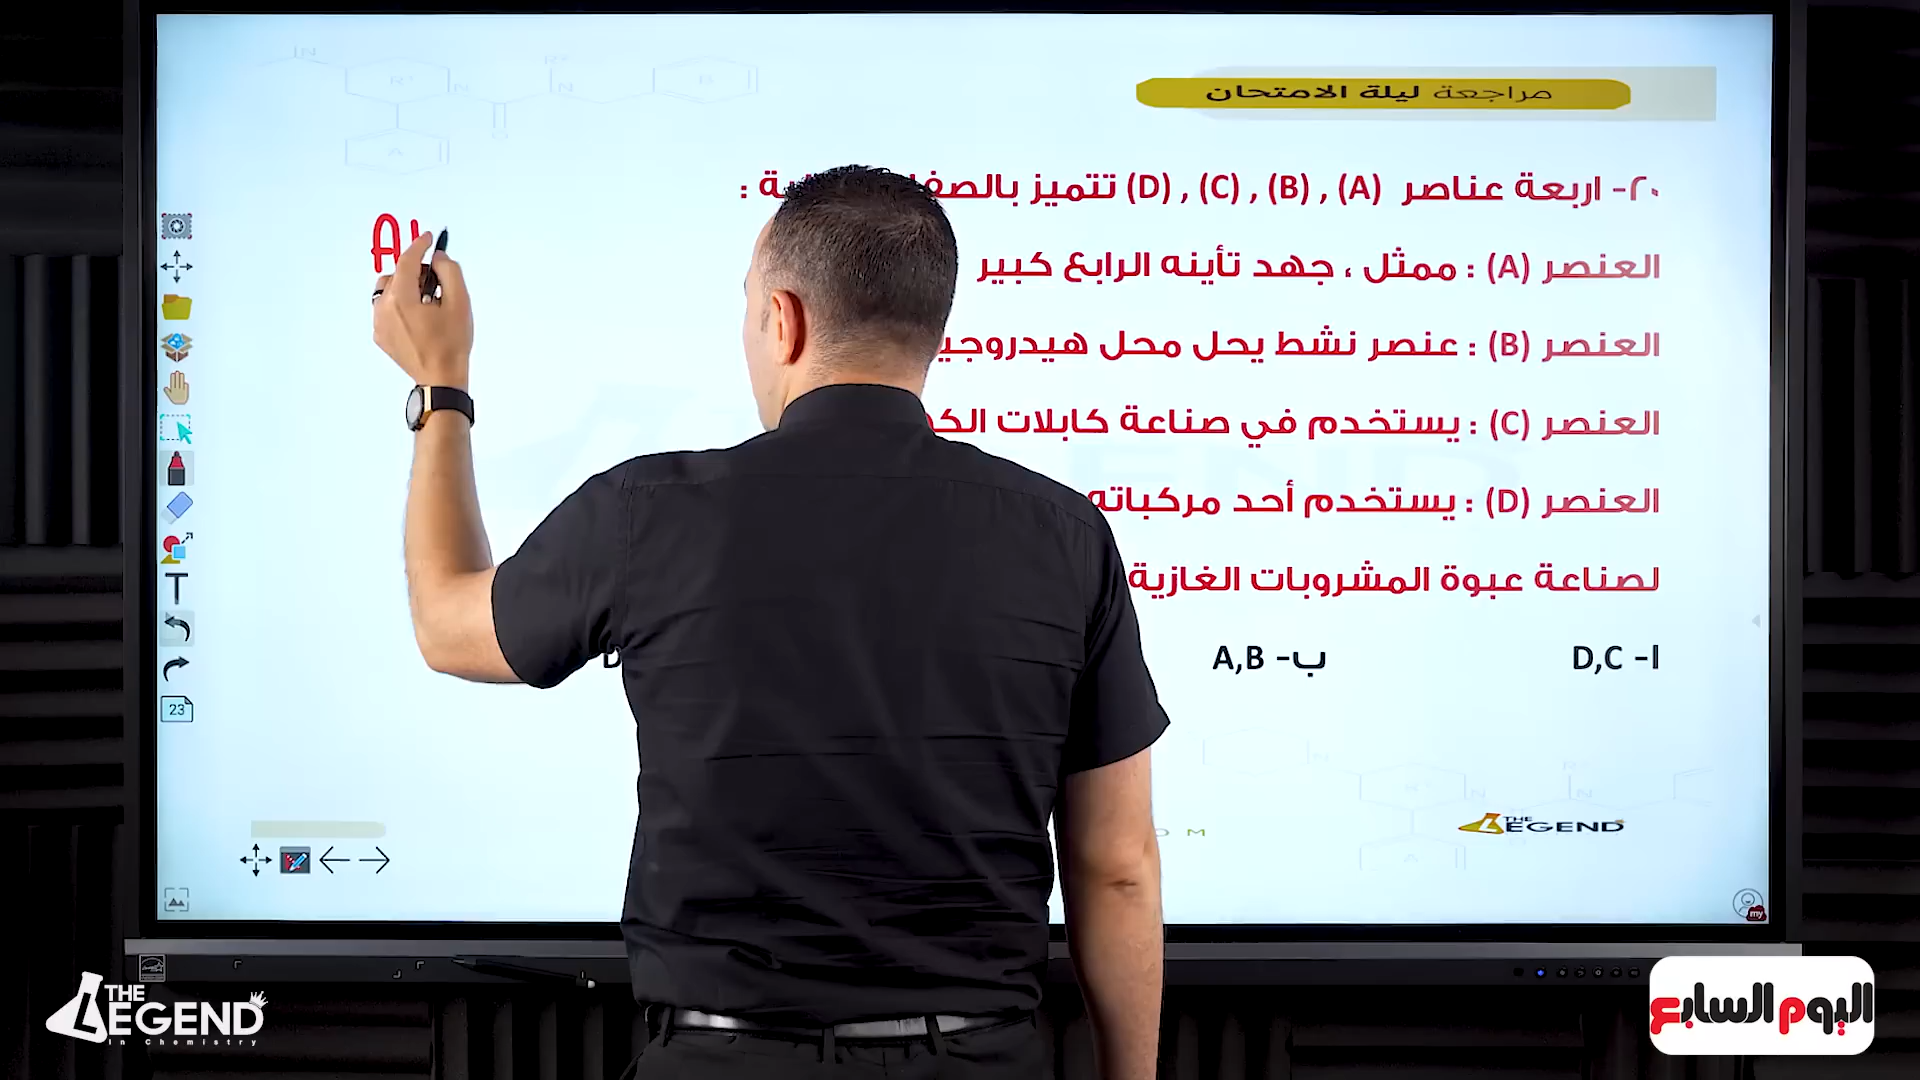 مراجعة ليلة الامتحان
٢٠- اربعة عناصر (A) , (B) , (C) , (D) تتميز
العنصر (A) : ممثل ، جهد تأينه الرابع كبير
العنصر (B) : عنصر نشط يحل محل
العنصر (C) : يستخدم في صناعة كابلات
العنصر (D) : يستخدم أحد مركباته
لصناعة عبوة المشروبات الغازية
ا- D,C
ب- A,B
THE LEGEND
23
my
THE LEGEND
In Chemistry
اليوم السابع